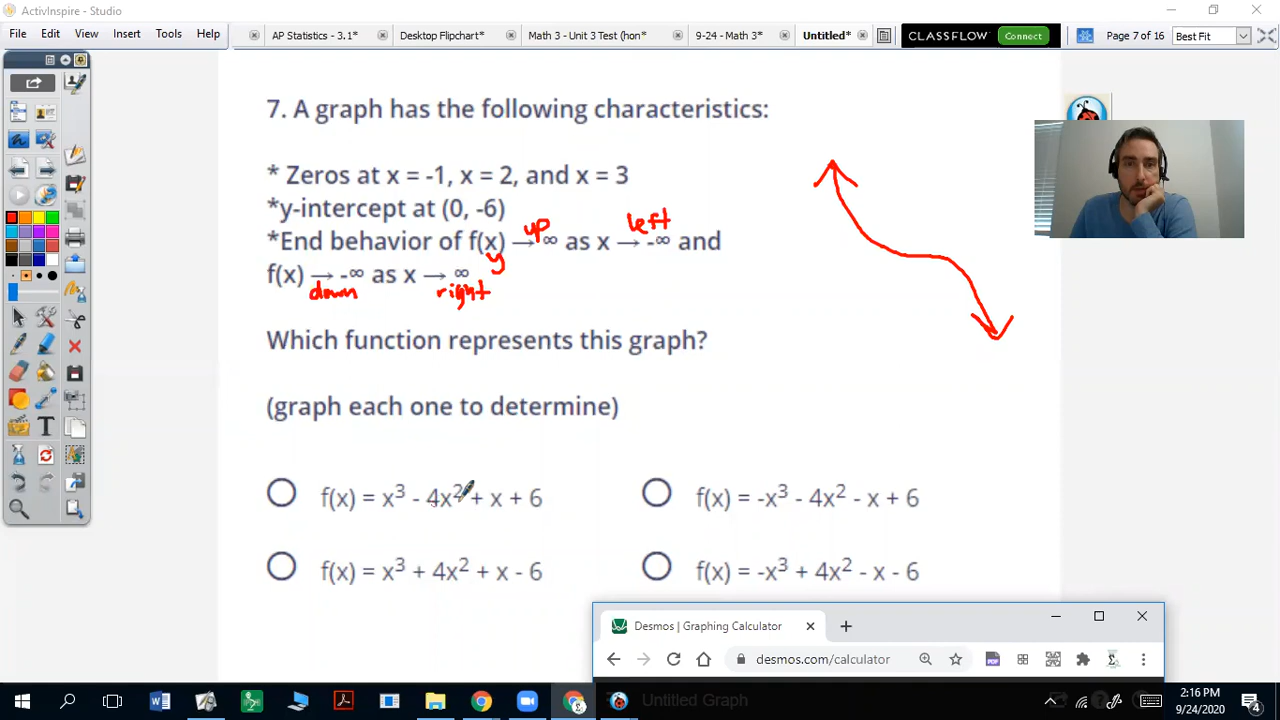 ActivInspire - Studio
File Edit View Insert Tools Help
AP Statistics - 3.1* Desktop Flipchart* Math 3 - Unit 3 Test (hon* 9-24 - Math 3* Untitled* CLASSFLOW Connect Page 7 of 16 Best Fit
7. A graph has the following characteristics:
* Zeros at x = -1, x = 2, and x = 3
*y-intercept at (0, -6)
up left
*End behavior of f(x) → ∞ as x → -∞ and
y
f(x) → -∞ as x → ∞
down right
Which function represents this graph?
(graph each one to determine)
f(x) = x³ - 4x² + x + 6
f(x) = -x³ - 4x² - x + 6
f(x) = x³ + 4x² + x - 6
f(x) = -x³ + 4x² - x - 6
Desmos | Graphing Calculator
desmos.com/calculator
Untitled Graph
2:16 PM
9/24/2020
4